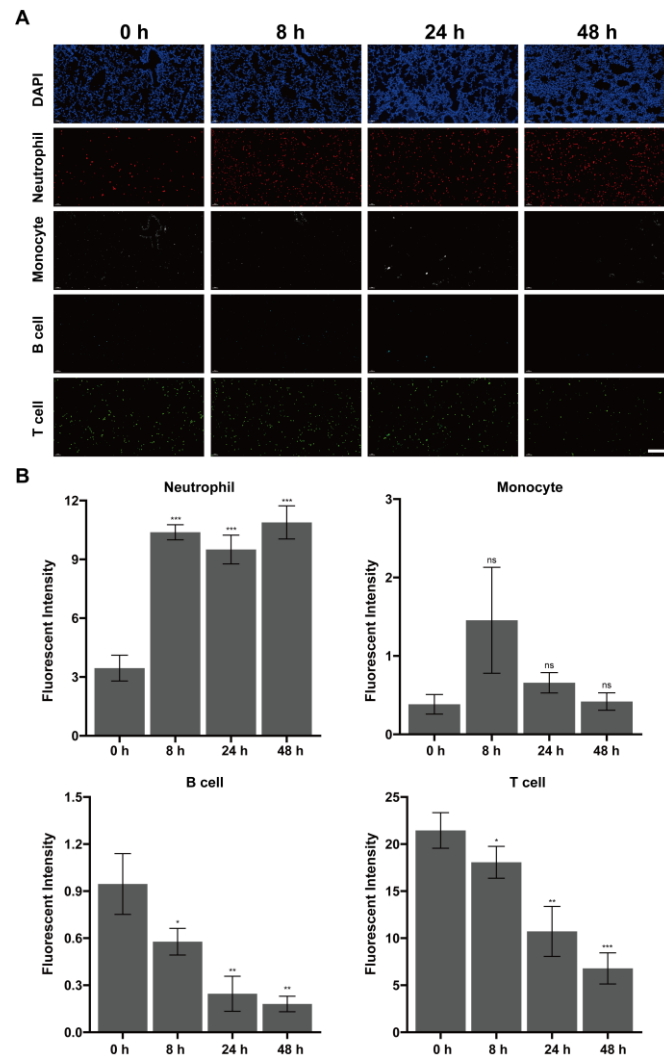 A
0 h 8 h 24 h 48 h
DAPI
Neutrophil
Monocyte
B cell
T cell
B
Neutrophil
Fluorescent Intensity
12
9
6
3
0
***
***
***
0 h 8 h 24 h 48 h
Monocyte
Fluorescent Intensity
3
2
1
0
ns
ns
ns
0 h 8 h 24 h 48 h
B cell
Fluorescent Intensity
1.5
1.2
0.9
0.6
0.3
0.0
*
**
**
0 h 8 h 24 h 48 h
T cell
Fluorescent Intensity
25
20
15
10
5
0
*
**
***
0 h 8 h 24 h 48 h